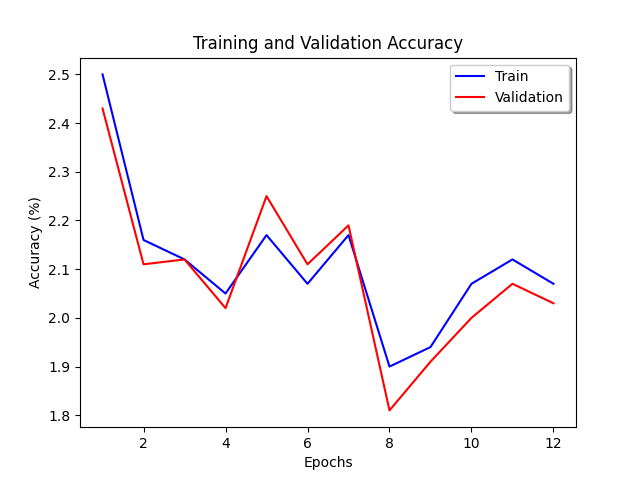 Training and Validation Accuracy
Train
Validation
2.5
2.4
2.3
2.2
2.1
2.0
1.9
1.8
Accuracy (%)
2 4 6 8 10 12
Epochs